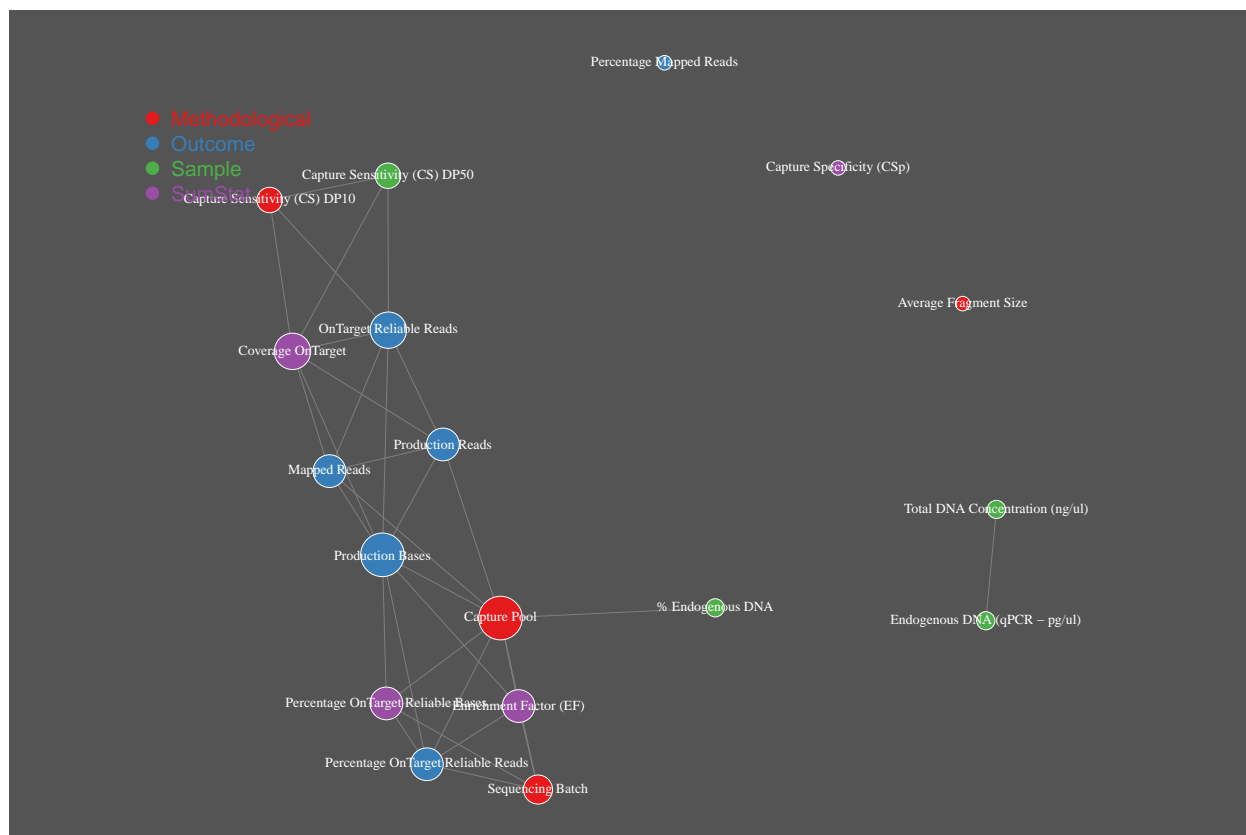 Percentage Mapped Reads
Methodological
Outcome
Sample
SumStat
Capture Specificity (CSp)
Capture Sensitivity (CS) DP50
Capture Sensitivity (CS) DP10
Average Fragment Size
OnTarget Reliable Reads
Coverage OnTarget
Production Reads
Mapped Reads
Total DNA Concentration (ng/ul)
Production Bases
% Endogenous DNA
Capture Pool
Endogenous DNA (qPCR – pg/ul)
Percentage OnTarget Reliable Bases
Enrichment Factor (EF)
Percentage OnTarget Reliable Reads
Sequencing Batch